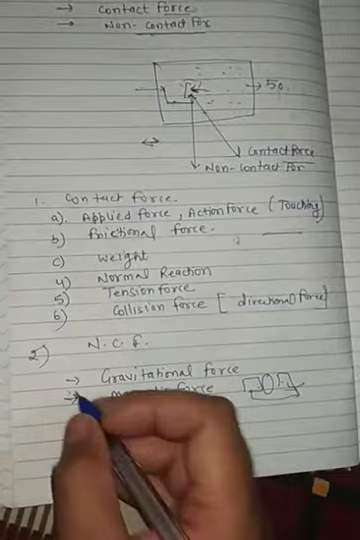 → Contact force
→ Non-Contact For
→ 50
Contact force
Non-Contact For
1. Contact force.
a). Applied force, Action force (Touching)
b) frictional force.
c) Weight
4) Normal Reaction
5) Tension force
6) Collision force [directional force]
2) N.C.f.
→ Gravitational force
→ force